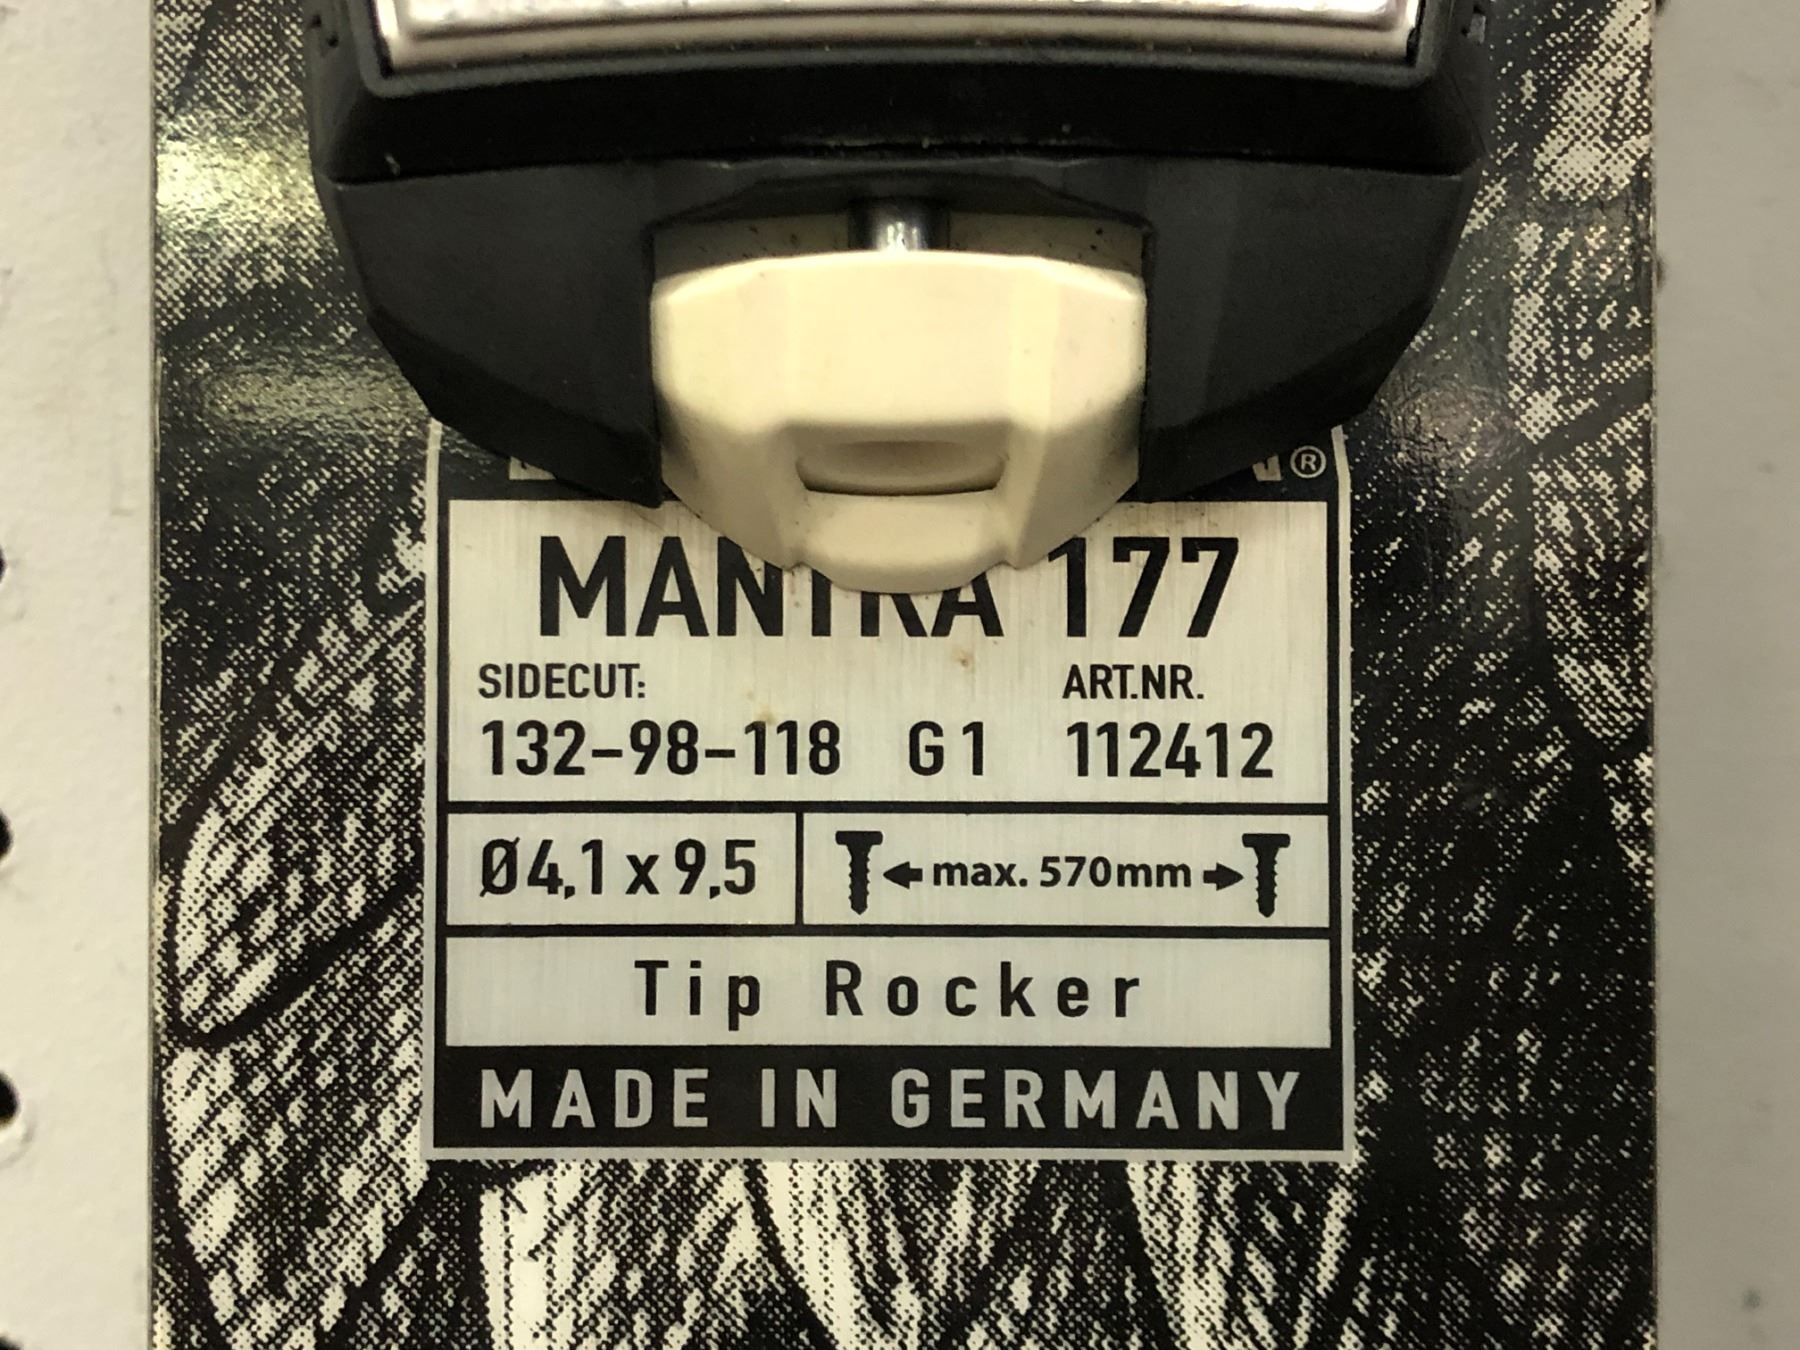 ®
MANTRA 177
SIDECUT: ART.NR.
132-98-118 G1 112412
Ø4,1 x 9,5 max. 570mm
Tip Rocker
MADE IN GERMANY